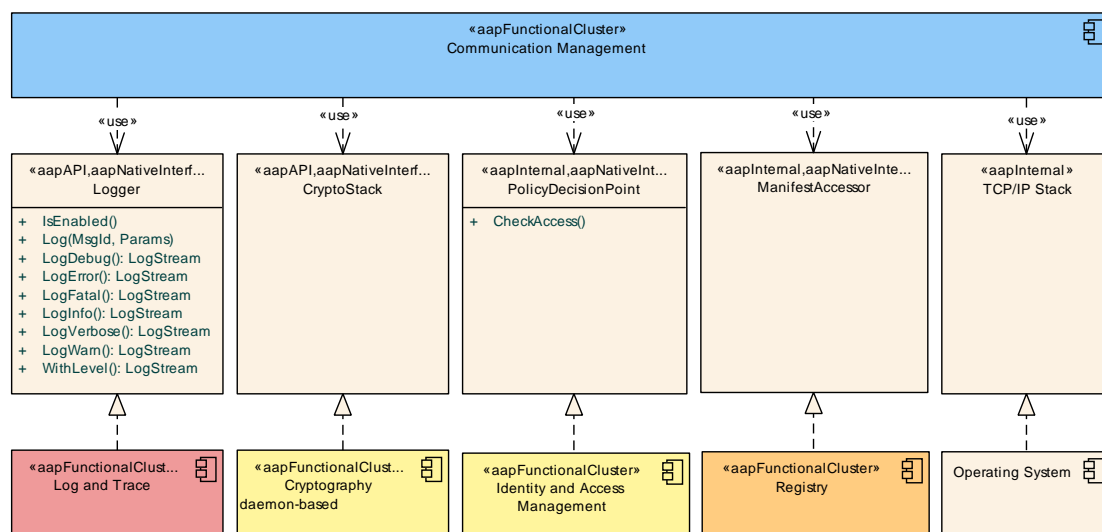 «aapFunctionalCluster»
Communication Management
«use»
«use»
«use»
«use»
«use»
«aapAPI,aapNativeInterf...
Logger
+ IsEnabled()
+ Log(MsgId, Params)
+ LogDebug(): LogStream
+ LogError(): LogStream
+ LogFatal(): LogStream
+ LogInfo(): LogStream
+ LogVerbose(): LogStream
+ LogWarn(): LogStream
+ WithLevel(): LogStream
«aapAPI,aapNativeInterf...
CryptoStack
«aapInternal,aapNativeInt...
PolicyDecisionPoint
+ CheckAccess()
«aapInternal,aapNativeInte...
ManifestAccessor
«aapInternal»
TCP/IP Stack
«aapFunctionalClust...
Log and Trace
«aapFunctionalClust...
Cryptography
daemon-based
«aapFunctionalCluster»
Identity and Access
Management
«aapFunctionalCluster»
Registry
Operating System